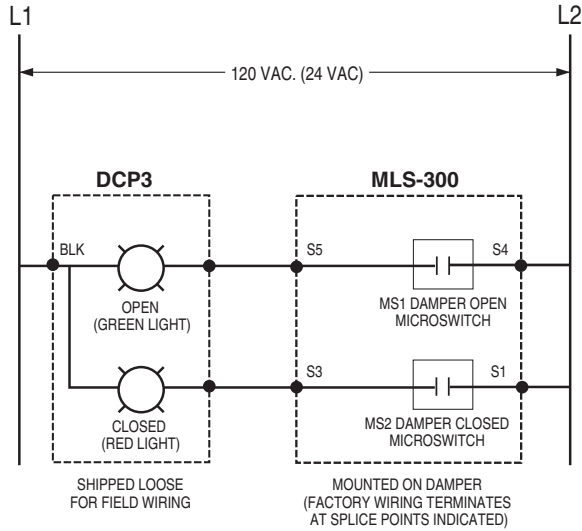 L1
L2
120 VAC. (24 VAC)
DCP3
MLS-300
BLK
S5
S4
OPEN
(GREEN LIGHT)
MS1 DAMPER OPEN
MICROSWITCH
S3
S1
CLOSED
(RED LIGHT)
MS2 DAMPER CLOSED
MICROSWITCH
SHIPPED LOOSE
FOR FIELD WIRING
MOUNTED ON DAMPER
(FACTORY WIRING TERMINATES
AT SPLICE POINTS INDICATED)